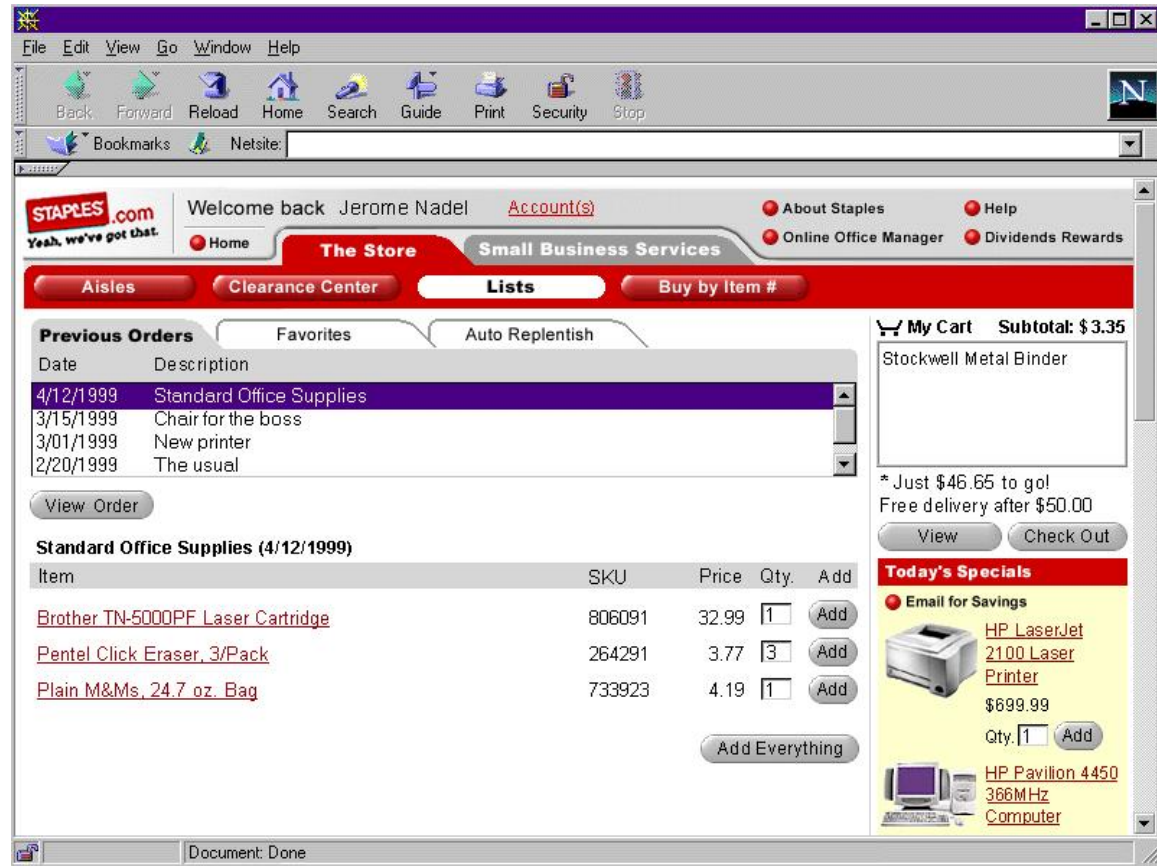 File Edit View Go Window Help
Back Forward Reload Home Search Guide Print Security Stop
N
Bookmarks Netsite:
STAPLES.com
Yeah, we've got that.
Welcome back Jerome Nadel Account(s)
About Staples Help
Home The Store Small Business Services
Online Office Manager Dividends Rewards
Aisles Clearance Center Lists Buy by Item #
Previous Orders Favorites Auto Replentish
Date Description
4/12/1999 Standard Office Supplies
3/15/1999 Chair for the boss
3/01/1999 New printer
2/20/1999 The usual
View Order
Standard Office Supplies (4/12/1999)
Item SKU Price Qty. Add
Brother TN-5000PF Laser Cartridge 806091 32.99 1 Add
Pentel Click Eraser, 3/Pack 264291 3.77 3 Add
Plain M&Ms, 24.7 oz. Bag 733923 4.19 1 Add
Add Everything
My Cart Subtotal: $3.35
Stockwell Metal Binder
* Just $46.65 to go!
Free delivery after $50.00
View Check Out
Today's Specials
Email for Savings
HP LaserJet
2100 Laser
Printer
$699.99
Qty. 1 Add
HP Pavilion 4450
366MHz
Computer
Document: Done